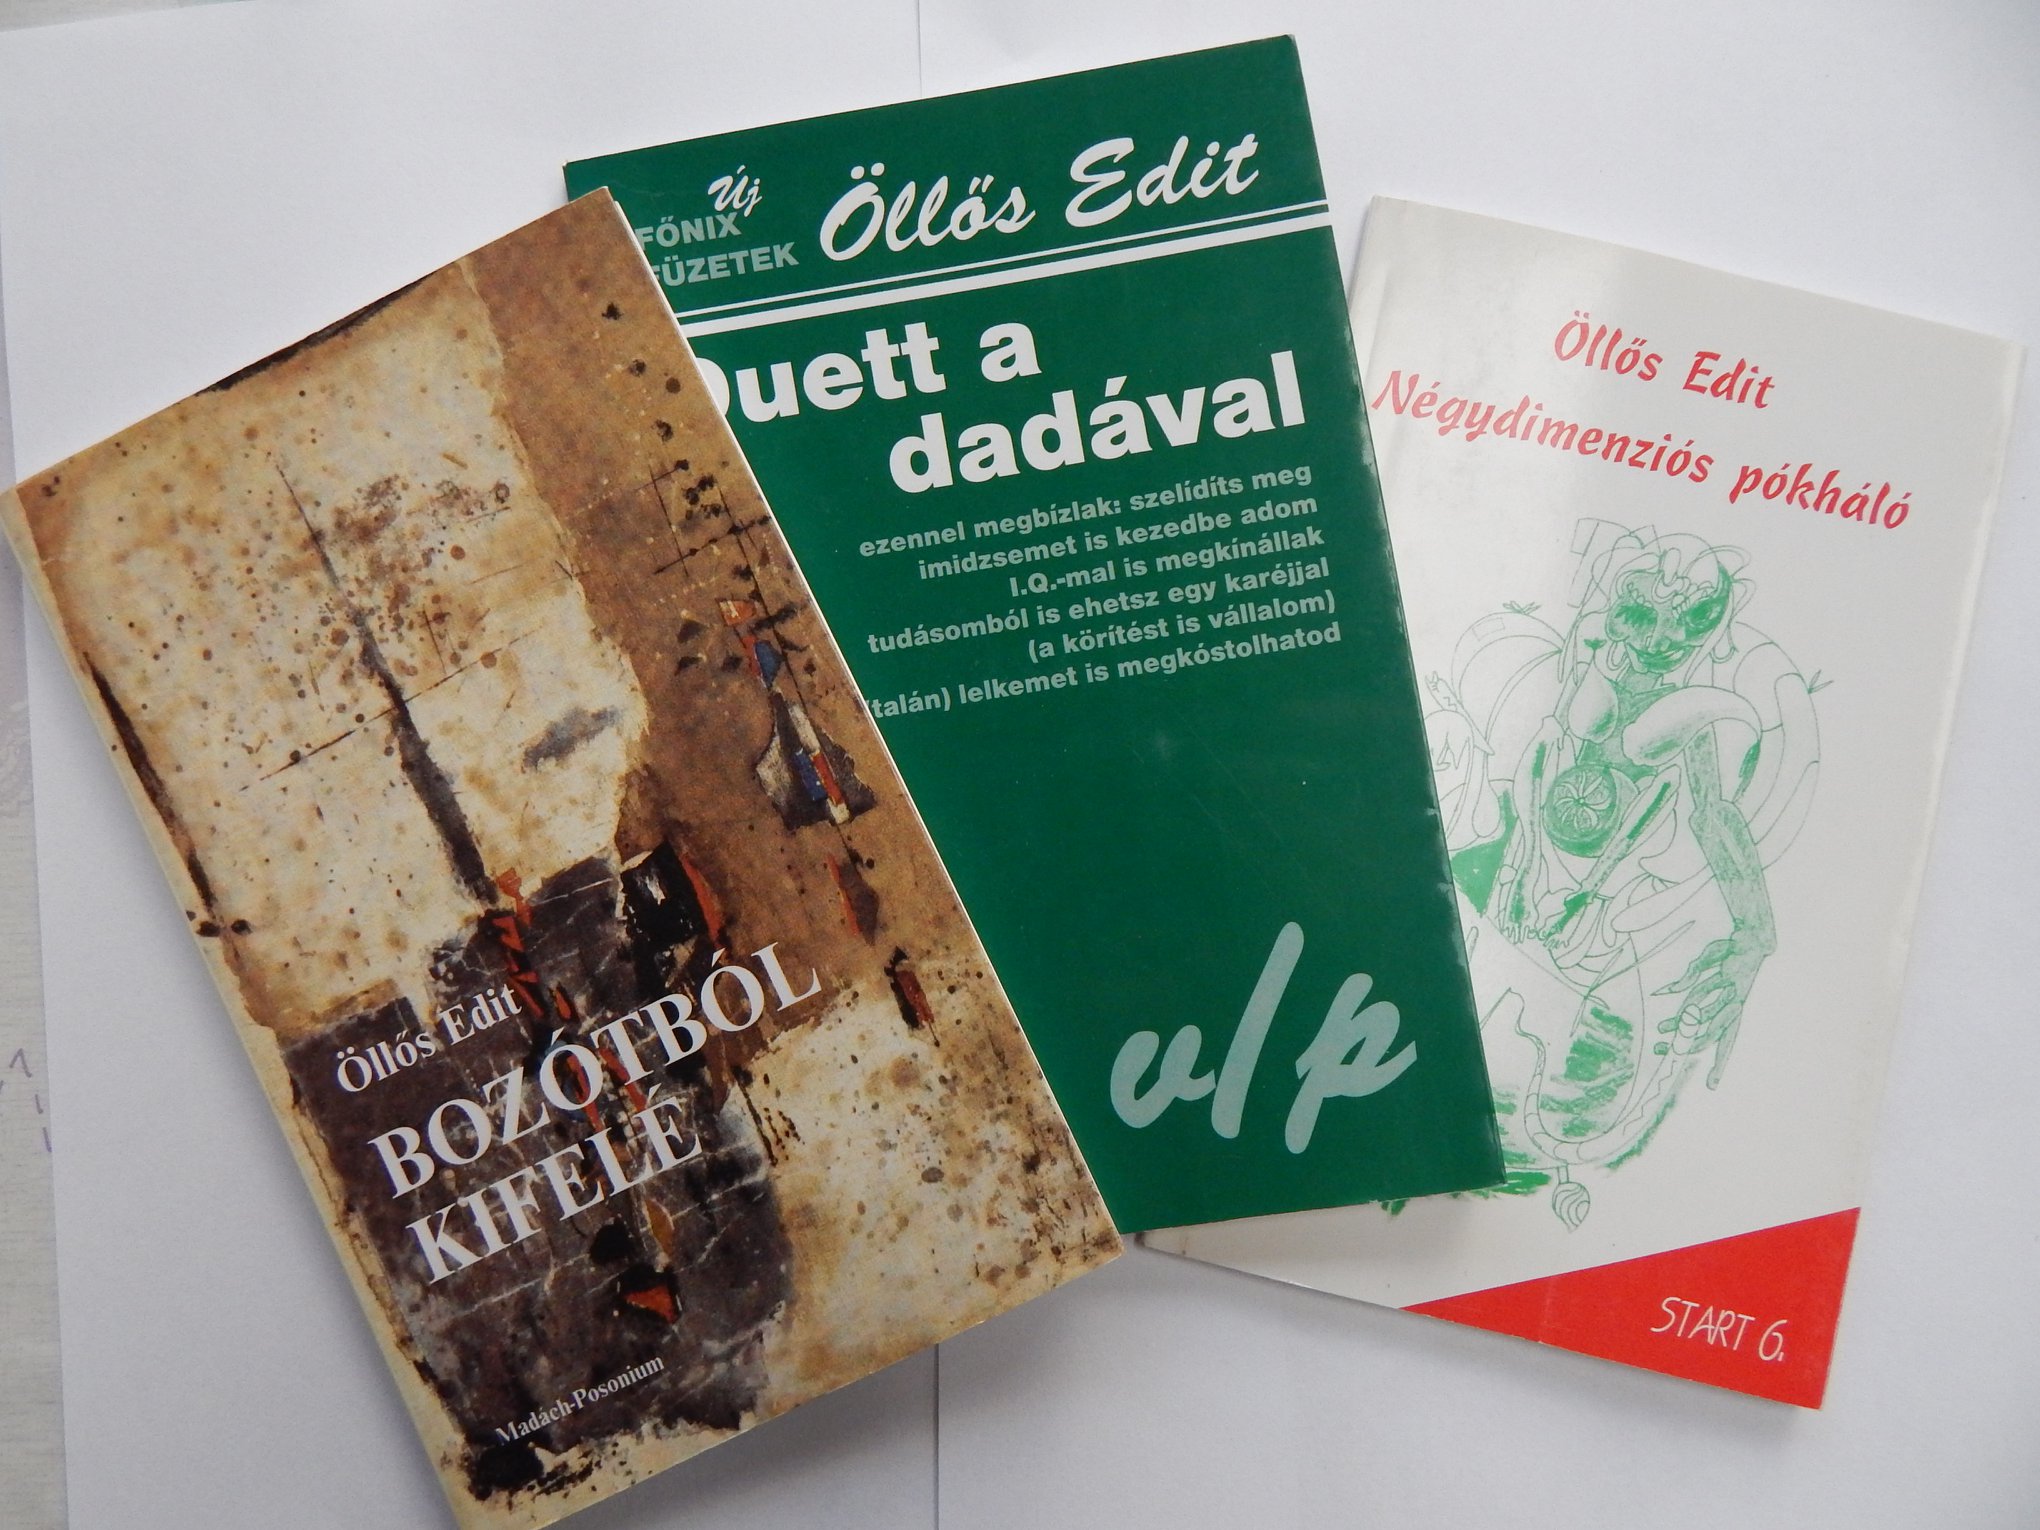 Öllős Edit
BOZÓTBÓL
KIFELÉ
Madách-Posonium
Új
FŐNIX
FÜZETEK
Öllős Edit
Duett a
dadával
ezennel megbízlak: szelídíts meg
imidzsemet is kezedbe adom
I.Q.-mal is megkínállak
tudásomból is ehetsz egy karéjjal
(a körítést is vállalom)
(talán) lelkemet is megkóstolhatod
v/p
Öllős Edit
Négydimenziós pókháló
START 6.